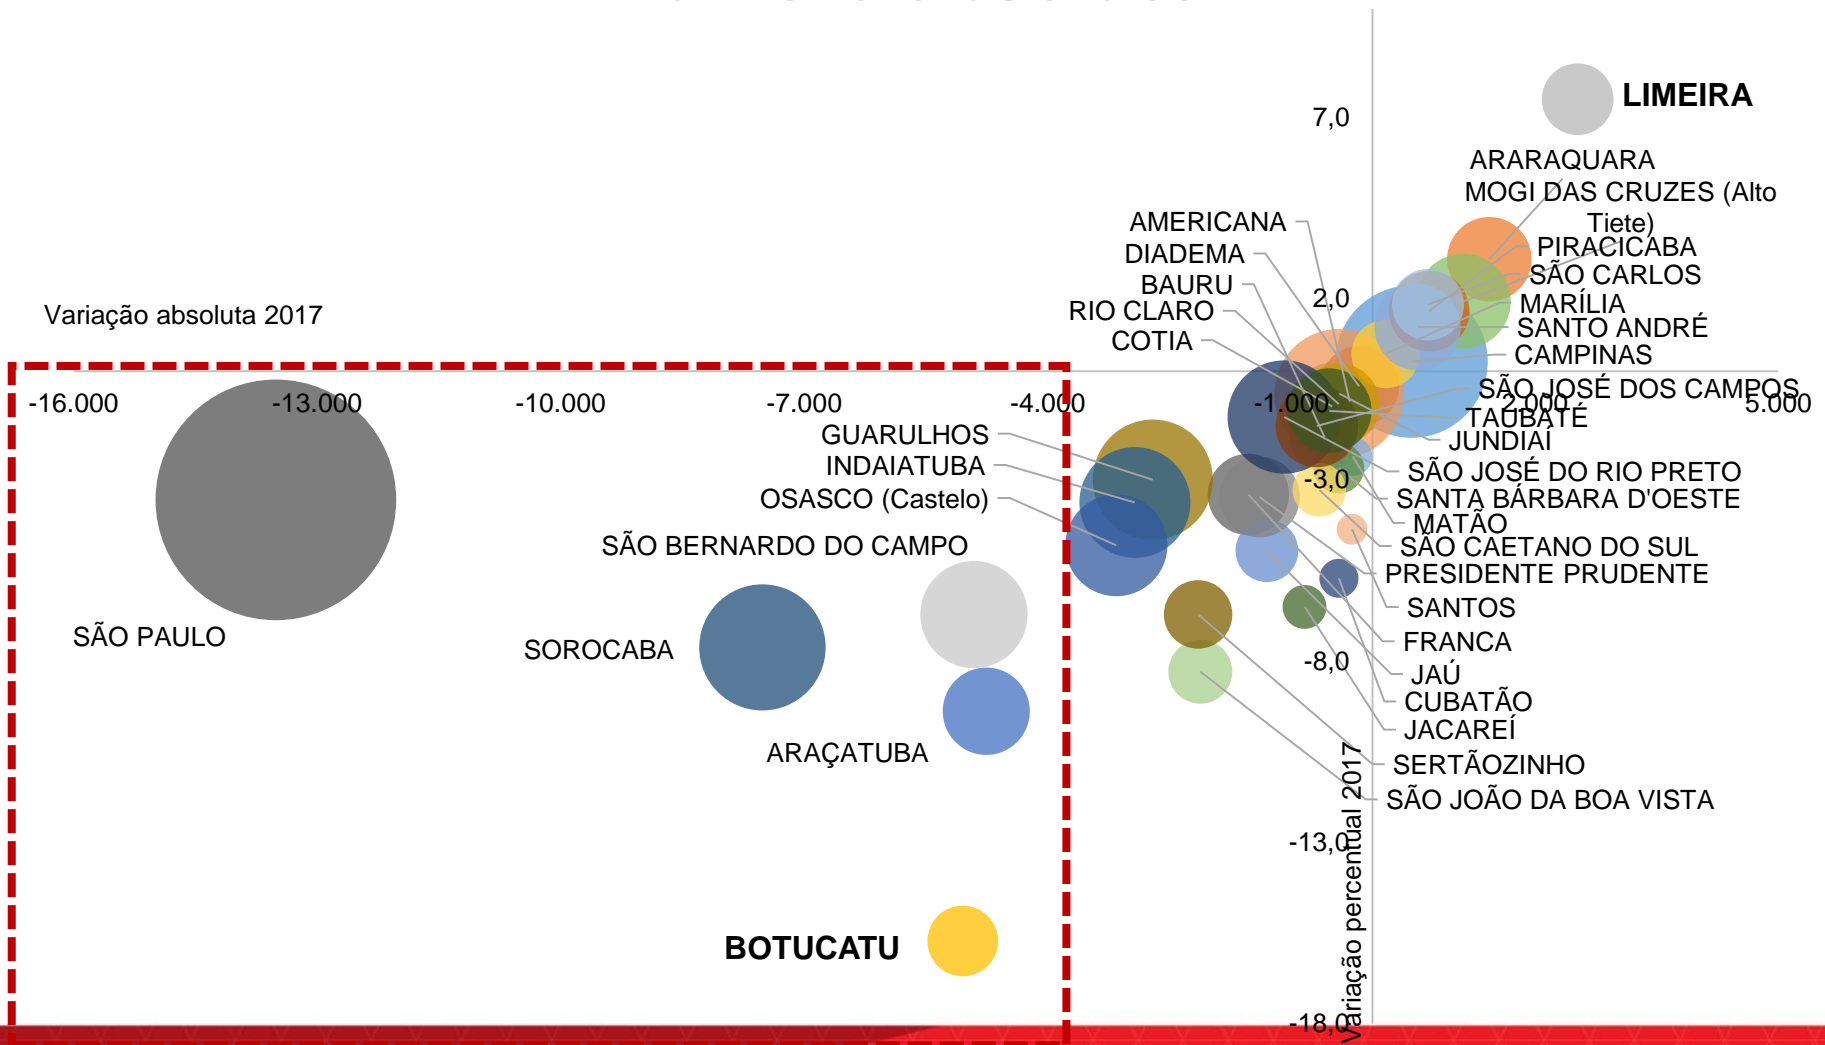 LIMEIRA
7,0
ARARAQUARA
MOGI DAS CRUZES (Alto
Tiete)
AMERICANA
PIRACICABA
DIADEMA
SÃO CARLOS
BAURU
2,0
MARÍLIA
RIO CLARO
Variação absoluta 2017
SANTO ANDRÉ
COTIA
CAMPINAS
SÃO JOSÉ DOS CAMPOS
-16.000
-13.000
-10.000
-7.000
-4.000
-1.000
2.000
5.000
TAUBATÉ
GUARULHOS
JUNDIAÍ
INDAIATUBA
SÃO JOSÉ DO RIO PRETO
-3,0
OSASCO (Castelo)
SANTA BÁRBARA D'OESTE
MATÃO
SÃO BERNARDO DO CAMPO
SÃO CAETANO DO SUL
PRESIDENTE PRUDENTE
SANTOS
SÃO PAULO
FRANCA
SOROCABA
-8,0
JAÚ
CUBATÃO
JACAREÍ
ARAÇATUBA
SERTÃOZINHO
SÃO JOÃO DA BOA VISTA
-13,0
Variação percentual 2017
BOTUCATU
-18,0